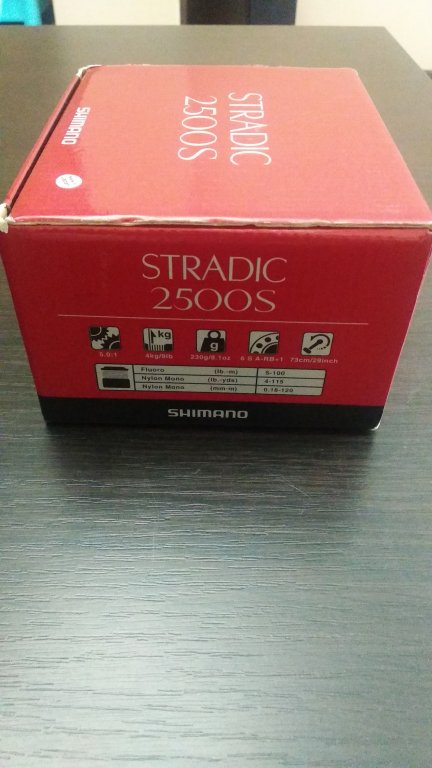 STRADIC
2500S
SHIMANO
STRADIC
2500S
5.0:1
4kg/9lb
230g/8.1oz
6 S A-RB+1
73cm/29inch
kg
g
Fluoro (lb.-m) 5-100
Nylon Mono (lb.-yds) 4-115
Nylon Mono (mm-m) 0.18-120
SHIMANO